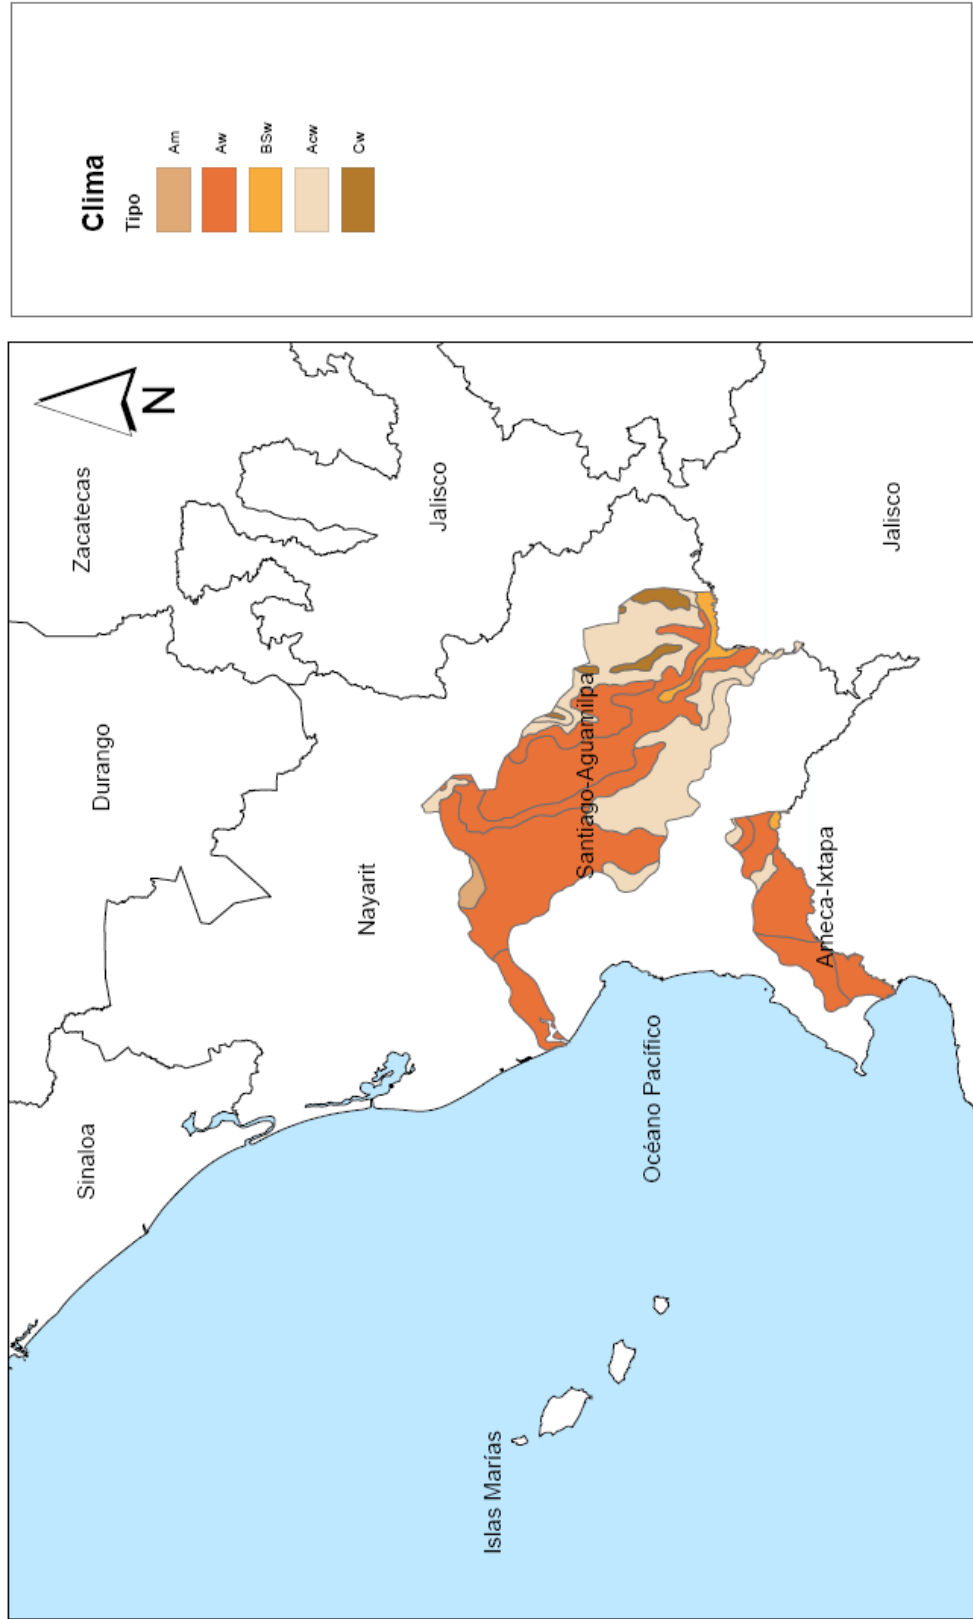 Clima
Tipo
Am
Aw
BSw
Acw
Cw
N
Zacatecas
Durango
Sinaloa
Jalisco
Nayarit
Santiago-Aguamilpa
Jalisco
Ameca-Ixtapa
Océano Pacífico
Islas Marías